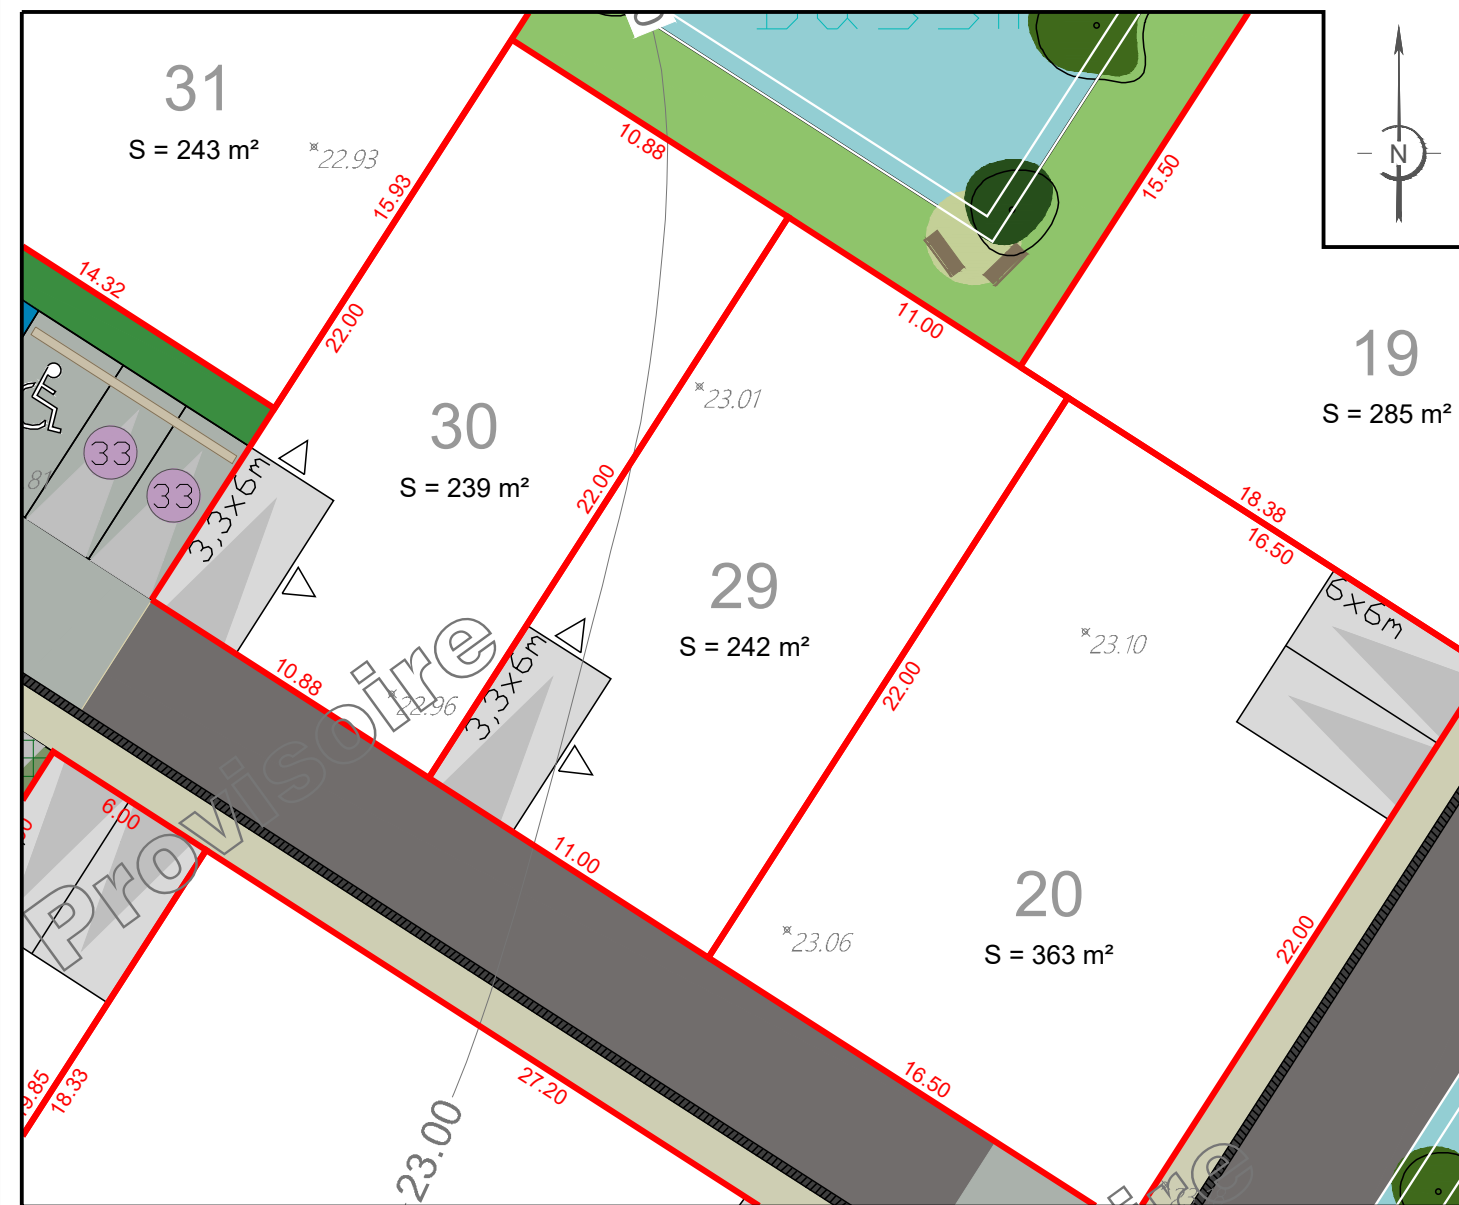 Bassin
31
S = 243 m²
22.93
10.88
15.93
15.50
N
14.32
22.00
11.00
19
S = 285 m²
23.01
30
S = 239 m²
33
33
81
3,3x6m
22.00
18.38
16.50
29
S = 242 m²
6x6m
23.10
22.00
3,3x6m
10.88
22.96
Provisoire
6.00
11.00
20
S = 363 m²
23.06
22.00
16.50
27.20
18.33
23.00